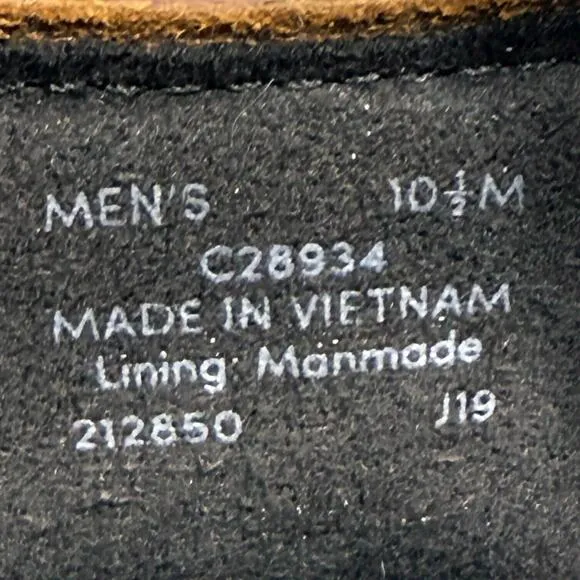 MEN'S 10½M
C28934
MADE IN VIETNAM
Lining: Manmade
212850 J19